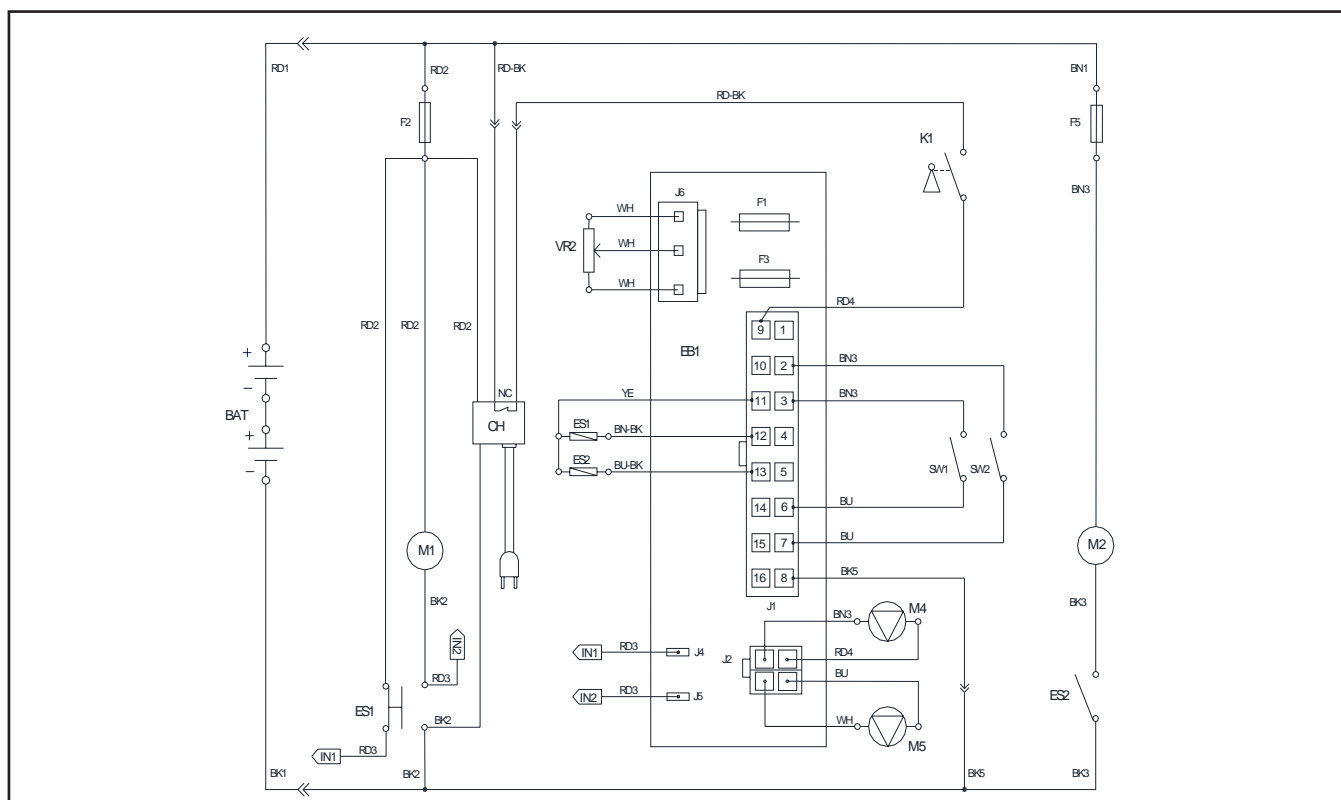 RD1
RD2
RD-BK
BN1
RD-BK
F2
F5
K1
BN3
J6
F1
WH
VR2
WH
WH
F3
RD4
RD2
RD2
RD2
EB1
9 1
+
−
BAT
+
−
10 2
BN3
NC
CH
YE
11 3
BN3
ES1
BN-BK
12 4
ES2
BU-BK
13 5
SW1
SW2
14 6
BU
M1
15 7
BU
M2
16 8
BK5
BK2
J1
BK3
BN3
M4
IN2
IN1
RD3
J4
J2
RD4
RD3
BU
IN2
RD3
J5
ES1
ES2
BK2
WH
M5
IN1
RD3
BK1
BK2
BK5
BK3